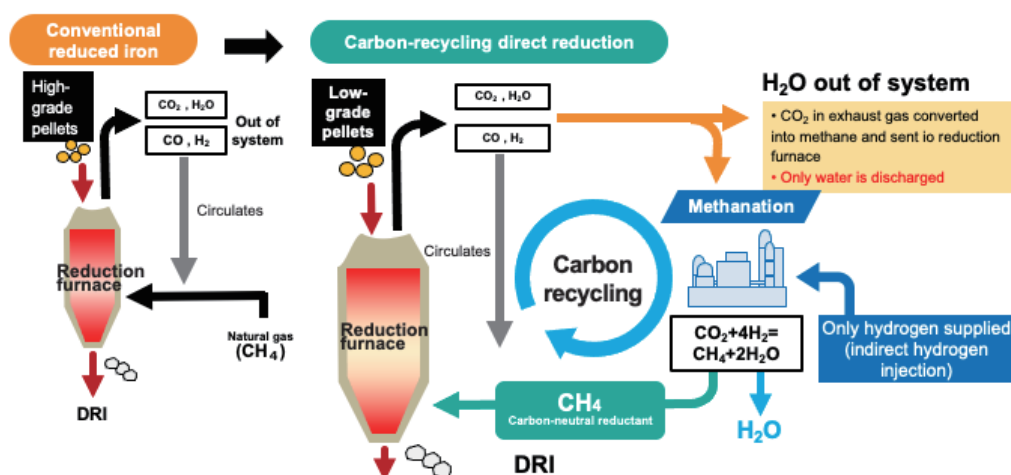 Conventional
reduced iron
High-
grade
pellets
CO₂ , H₂O
CO , H₂
Out of
system
Circulates
Reduction
furnace
Natural gas
(CH₄)
DRI
Carbon-recycling direct reduction
Low-
grade
pellets
CO₂ , H₂O
CO , H₂
Circulates
Reduction
furnace
Carbon
recycling
H₂O out of system
• CO₂ in exhaust gas converted
into methane and sent io reduction
furnace
• Only water is discharged
Methanation
CO₂+4H₂=
CH₄+2H₂O
Only hydrogen supplied
(indirect hydrogen
injection)
CH₄
Carbon-neutral reductant
H₂O
DRI